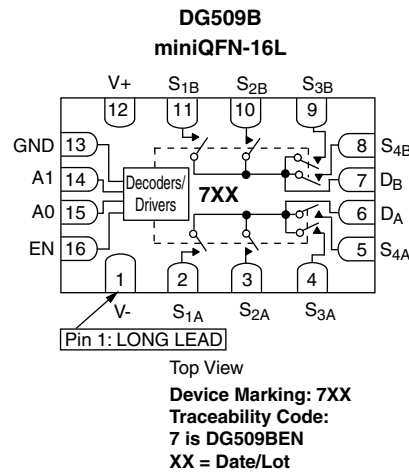 DG509B
miniQFN-16L
V+ S1B S2B S3B
12 11 10 9
GND 13 8 S4B
A1 14 Decoders/ 7XX 7 DB
A0 15 Drivers 6 DA
EN 16 5 S4A
1 2 3 4
V- S1A S2A S3A
Pin 1: LONG LEAD
Top View
Device Marking: 7XX
Traceability Code:
7 is DG509BEN
XX = Date/Lot